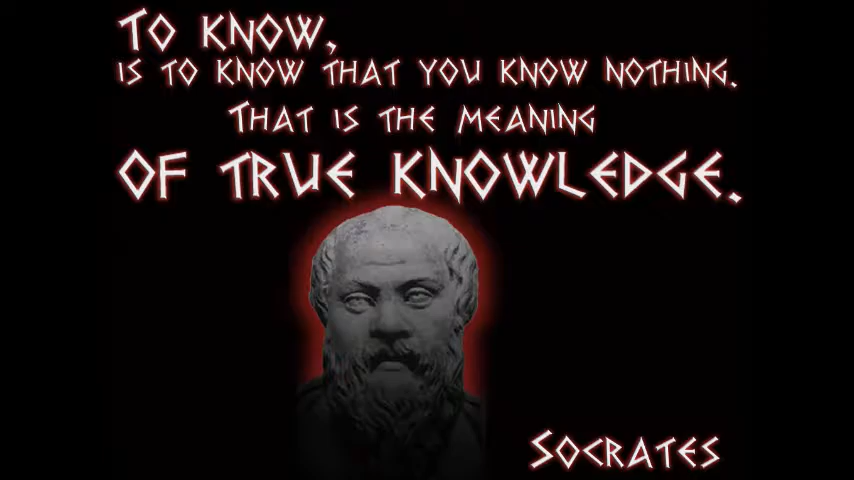 To know,
is to know that you know nothing.
That is the meaning
of true knowledge.
Socrates